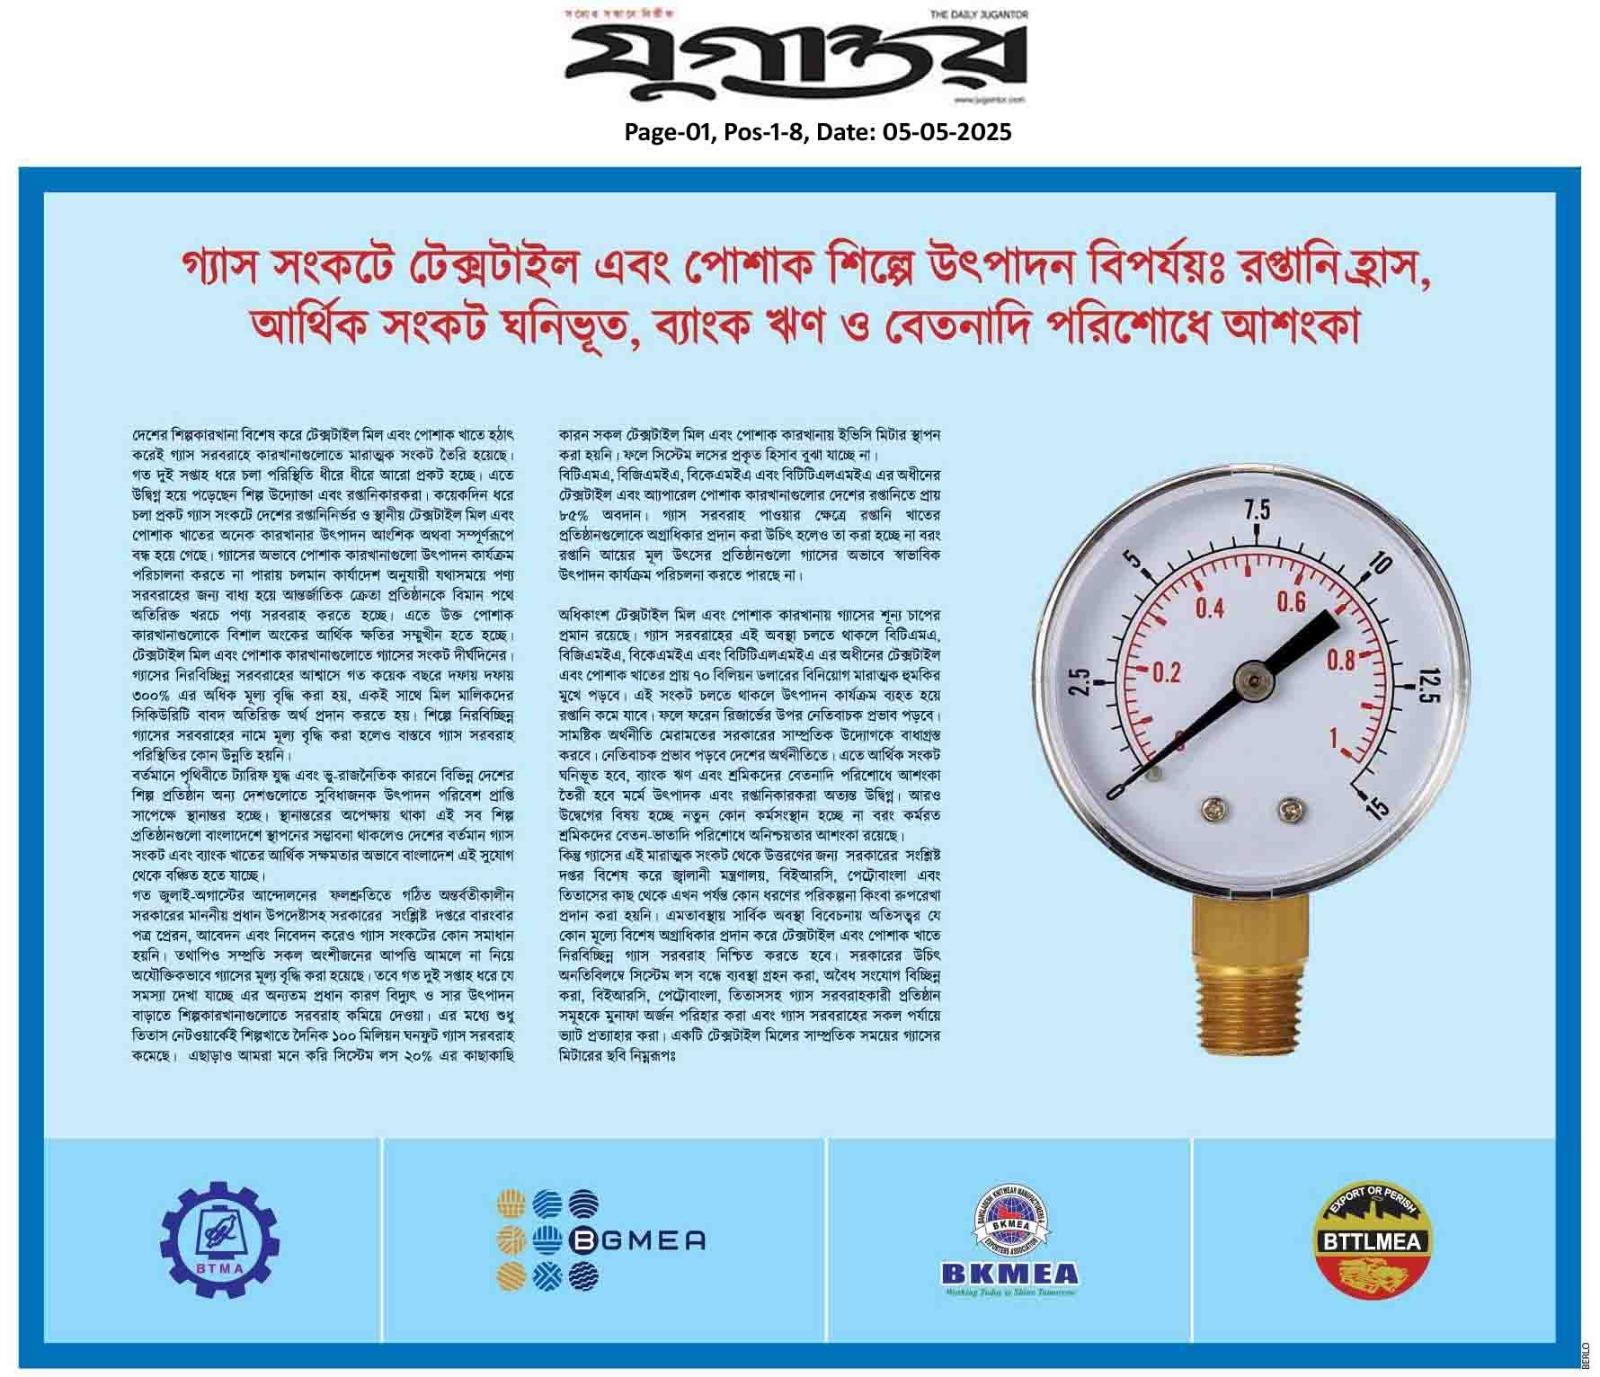 সত্যের সন্ধানে নির্ভীক
THE DAILY JUGANTOR
যুগান্তর
www.jugantor.com
Page-01, Pos-1-8, Date: 05-05-2025
গ্যাস সংকটে টেক্সটাইল এবং পোশাক শিল্পে উৎপাদন বিপর্যয়ঃ রপ্তানি হ্রাস,
আর্থিক সংকট ঘনিভূত, ব্যাংক ঋণ ও বেতনাদি পরিশোধে আশংকা
দেশের শিল্পকারখানা বিশেষ করে টেক্সটাইল মিল এবং পোশাক খাতে হঠাৎ
করেই গ্যাস সরবরাহে কারখানাগুলোতে মারাত্মক সংকট তৈরি হয়েছে।
গত দুই সপ্তাহ ধরে চলা পরিস্থিতি ধীরে ধীরে আরো প্রকট হচ্ছে। এতে
উদ্বিগ্ন হয়ে পড়েছেন শিল্প উদ্যোক্তা এবং রপ্তানিকারকরা। কয়েকদিন ধরে
চলা প্রকট গ্যাস সংকটে দেশের রপ্তানিনির্ভর ও স্থানীয় টেক্সটাইল মিল এবং
পোশাক খাতের অনেক কারখানার উৎপাদন আংশিক অথবা সম্পূর্ণরূপে
বন্ধ হয়ে গেছে। গ্যাসের অভাবে পোশাক কারখানাগুলো উৎপাদন কার্যক্রম
পরিচালনা করতে না পারায় চলমান কার্যাদেশ অনুযায়ী যথাসময়ে পণ্য
সরবরাহের জন্য বাধ্য হয়ে আন্তর্জাতিক ক্রেতা প্রতিষ্ঠানকে বিমান পথে
অতিরিক্ত খরচে পণ্য সরবরাহ করতে হচ্ছে। এতে উক্ত পোশাক
কারখানাগুলোকে বিশাল অংকের আর্থিক ক্ষতির সম্মুখীন হতে হচ্ছে।
টেক্সটাইল মিল এবং পোশাক কারখানাগুলোতে গ্যাসের সংকট দীর্ঘদিনের।
গ্যাসের নিরবিচ্ছিন্ন সরবরাহের আশ্বাসে গত কয়েক বছরে দফায় দফায়
৩০০% এর অধিক মূল্য বৃদ্ধি করা হয়, একই সাথে মিল মালিকদের
সিকিউরিটি বাবদ অতিরিক্ত অর্থ প্রদান করতে হয়। শিল্পে নিরবিচ্ছিন্ন
গ্যাসের সরবরাহের নামে মূল্য বৃদ্ধি করা হলেও বাস্তবে গ্যাস সরবরাহ
পরিস্থিতির কোন উন্নতি হয়নি।
বর্তমানে পৃথিবীতে ট্যারিফ যুদ্ধ এবং ভু-রাজনৈতিক কারনে বিভিন্ন দেশের
শিল্প প্রতিষ্ঠান অন্য দেশগুলোতে সুবিধাজনক উৎপাদন পরিবেশ প্রাপ্তি
সাপেক্ষে স্থানান্তর হচ্ছে। স্থানান্তরের অপেক্ষায় থাকা এই সব শিল্প
প্রতিষ্ঠানগুলো বাংলাদেশে স্থাপনের সম্ভাবনা থাকলেও দেশের বর্তমান গ্যাস
সংকট এবং ব্যাংক খাতের আর্থিক সক্ষমতার অভাবে বাংলাদেশ এই সুযোগ
থেকে বঞ্চিত হতে যাচ্ছে।
গত জুলাই-অগাস্টের আন্দোলনের ফলশ্রুতিতে গঠিত অন্তর্বতীকালীন
সরকারের মাননীয় প্রধান উপদেষ্টাসহ সরকারের সংশ্লিষ্ট দপ্তরে বারংবার
পত্র প্রেরন, আবেদন এবং নিবেদন করেও গ্যাস সংকটের কোন সমাধান
হয়নি। তথাপিও সম্প্রতি সকল অংশীজনের আপত্তি আমলে না নিয়ে
অযৌক্তিকভাবে গ্যাসের মূল্য বৃদ্ধি করা হয়েছে। তবে গত দুই সপ্তাহ ধরে যে
সমস্যা দেখা যাচ্ছে এর অন্যতম প্রধান কারণ বিদ্যুৎ ও সার উৎপাদন
বাড়াতে শিল্পকারখানাগুলোতে সরবরাহ কমিয়ে দেওয়া। এর মধ্যে শুধু
তিতাস নেটওয়ার্কেই শিল্পখাতে দৈনিক ১০০ মিলিয়ন ঘনফুট গ্যাস সরবরাহ
কমেছে। এছাড়াও আমরা মনে করি সিস্টেম লস ২০% এর কাছাকাছি
কারন সকল টেক্সটাইল মিল এবং পোশাক কারখানায় ইভিসি মিটার স্থাপন
করা হয়নি। ফলে সিস্টেম লসের প্রকৃত হিসাব বুঝা যাচ্ছে না।
বিটিএমএ, বিজিএমইএ, বিকেএমইএ এবং বিটিটিএলএমইএ এর অধীনের
টেক্সটাইল এবং অ্যাপারেল পোশাক কারখানাগুলোর দেশের রপ্তানিতে প্রায়
৮৫% অবদান। গ্যাস সরবরাহ পাওয়ার ক্ষেত্রে রপ্তানি খাতের
প্রতিষ্ঠানগুলোকে অগ্রাধিকার প্রদান করা উচিৎ হলেও তা করা হচ্ছে না বরং
রপ্তানি আয়ের মূল উৎসের প্রতিষ্ঠানগুলো গ্যাসের অভাবে স্বাভাবিক
উৎপাদন কার্যক্রম পরিচলনা করতে পারছে না।
অধিকাংশ টেক্সটাইল মিল এবং পোশাক কারখানায় গ্যাসের শূন্য চাপের
প্রমান রয়েছে। গ্যাস সরবরাহের এই অবস্থা চলতে থাকলে বিটিএমএ,
বিজিএমইএ, বিকেএমইএ এবং বিটিটিএলএমইএ এর অধীনের টেক্সটাইল
এবং পোশাক খাতের প্রায় ৭০ বিলিয়ন ডলারের বিনিয়োগ মারাত্মক হুমকির
মুখে পড়বে। এই সংকট চলতে থাকলে উৎপাদন কার্যক্রম ব্যহত হয়ে
রপ্তানি কমে যাবে। ফলে ফরেন রিজার্ভের উপর নেতিবাচক প্রভাব পড়বে।
সামষ্টিক অর্থনীতি মেরামতের সরকারের সাম্প্রতিক উদ্যোগকে বাধাগ্রস্ত
করবে। নেতিবাচক প্রভাব পড়বে দেশের অর্থনীতিতে। এতে আর্থিক সংকট
ঘনিভূত হবে, ব্যাংক ঋণ এবং শ্রমিকদের বেতনাদি পরিশোধে আশংকা
তৈরী হবে মর্মে উৎপাদক এবং রপ্তানিকারকরা অত্যন্ত উদ্বিগ্ন। আরও
উদ্বেগের বিষয় হচ্ছে নতুন কোন কর্মসংস্থান হচ্ছে না বরং কর্মরত
শ্রমিকদের বেতন-ভাতাদি পরিশোধে অনিশ্চয়তার আশংকা রয়েছে।
কিন্তু গ্যাসের এই মারাত্মক সংকট থেকে উত্তরণের জন্য সরকারের সংশ্লিষ্ট
দপ্তর বিশেষ করে জ্বালানী মন্ত্রণালয়, বিইআরসি, পেট্রোবাংলা এবং
তিতাসের কাছ থেকে এখন পর্যন্ত কোন ধরণের পরিকল্পনা কিংবা রুপরেখা
প্রদান করা হয়নি। এমতাবস্থায় সার্বিক অবস্থা বিবেচনায় অতিসত্বর যে
কোন মূল্যে বিশেষ অগ্রাধিকার প্রদান করে টেক্সটাইল এবং পোশাক খাতে
নিরবিচ্ছিন্ন গ্যাস সরবরাহ নিশ্চিত করতে হবে। সরকারের উচিৎ
অনতিবিলম্বে সিস্টেম লস বন্ধে ব্যবস্থা গ্রহন করা, অবৈধ সংযোগ বিচ্ছিন্ন
করা, বিইআরসি, পেট্রোবাংলা, তিতাসসহ গ্যাস সরবরাহকারী প্রতিষ্ঠান
সমূহকে মুনাফা অর্জন পরিহার করা এবং গ্যাস সরবরাহের সকল পর্যায়ে
ভ্যাট প্রত্যাহার করা। একটি টেক্সটাইল মিলের সাম্প্রতিক সময়ের গ্যাসের
মিটারের ছবি নিম্নরূপঃ
0 2.5 5 7.5 10 12.5 15
0 0.2 0.4 0.6 0.8 1
BTMA
BGMEA
BANGLADESH KNITWEAR MANUFACTURERS & EXPORTERS ASSOCIATION
BKMEA
BKMEA
Working Today to Shine Tomorrow
EXPORT OR PERISH
BTTLMEA
BERLO